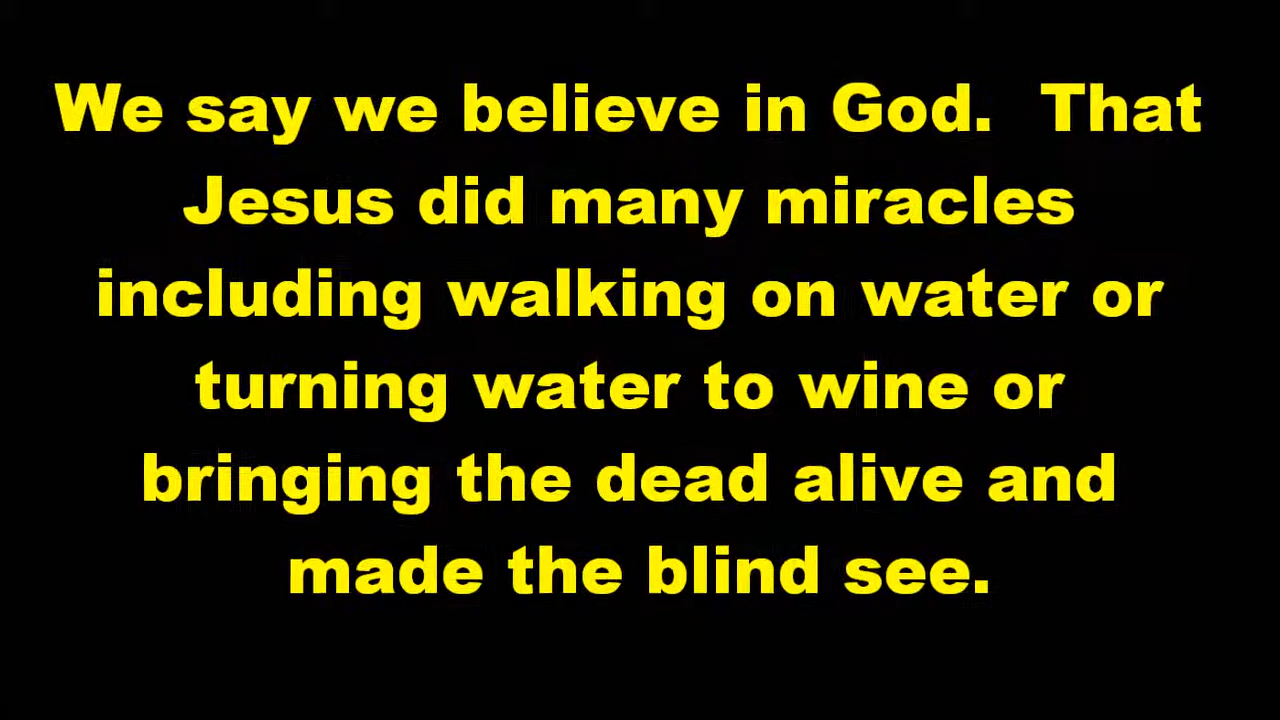 We say we believe in God.  That
Jesus did many miracles
including walking on water or
turning water to wine or
bringing the dead alive and
made the blind see.